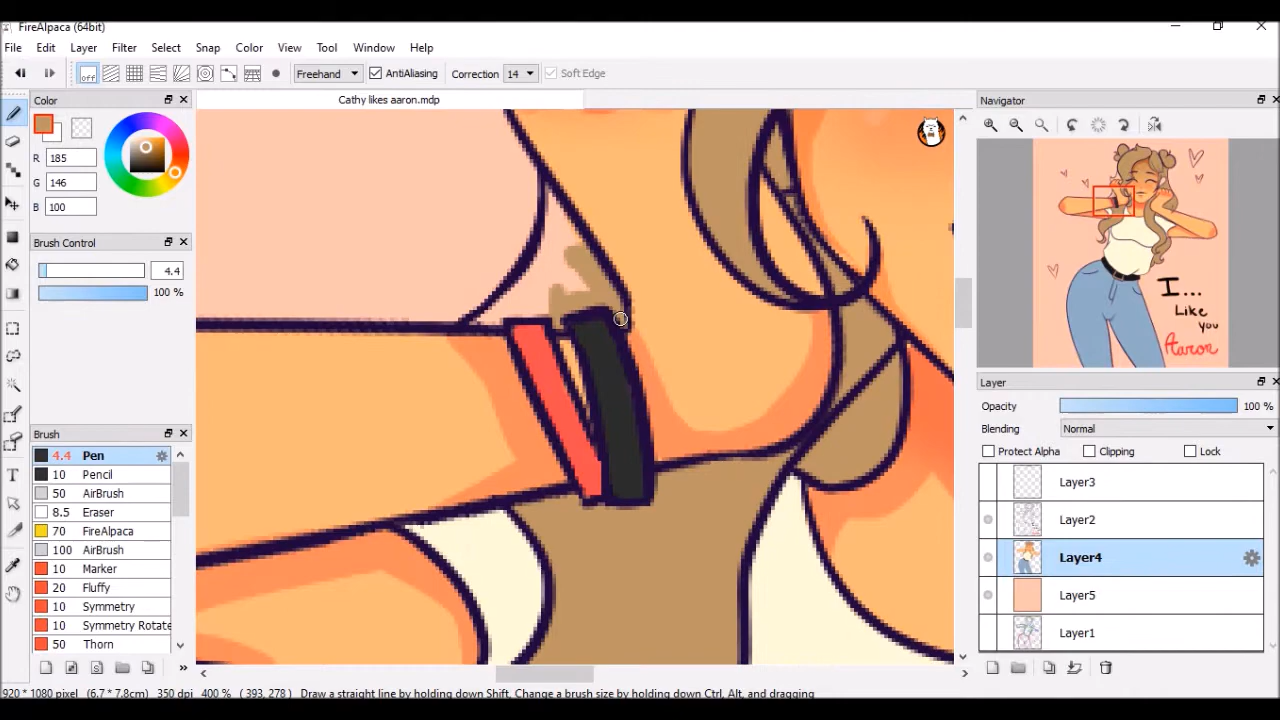 FireAlpaca (64bit)
File Edit Layer Filter Select Snap Color View Tool Window Help
Off Freehand AntiAliasing Correction 14 Soft Edge
Color
Cathy likes aaron.mdp
Navigator
R 185
G 146
B 100
Brush Control
4.4
100 %
I...
Like
you
Aaron
Layer
Opacity 100 %
Blending Normal
Protect Alpha Clipping Lock
Layer3
Layer2
Layer4
Layer5
Layer1
Brush
4.4 Pen
10 Pencil
50 AirBrush
8.5 Eraser
70 FireAlpaca
100 AirBrush
10 Marker
20 Fluffy
10 Symmetry
10 Symmetry Rotate
50 Thorn
920 * 1080 pixel (6.7 * 7.8cm) 350 dpi 400 % ( 393, 278 ) Draw a straight line by holding down Shift, Change a brush size by holding down Ctrl, Alt, and dragging